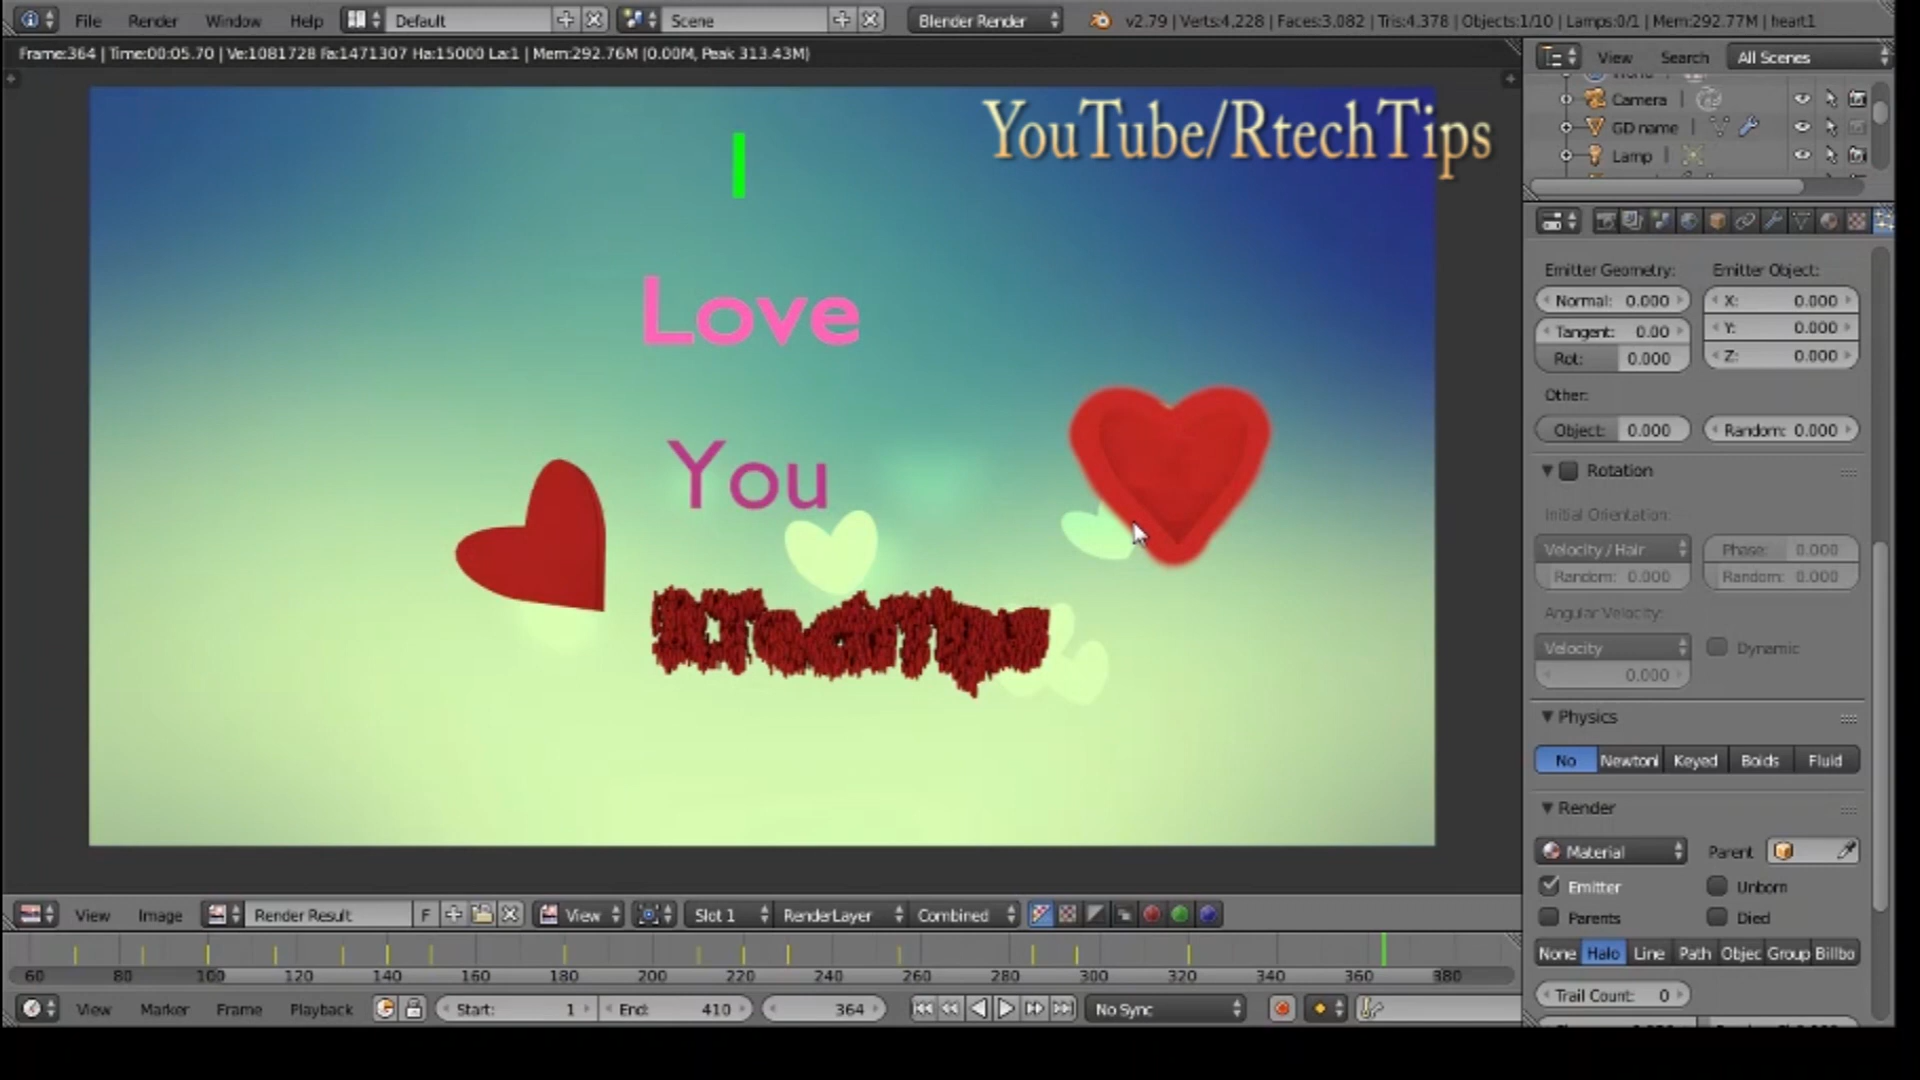 File Render Window Help Default Scene Blender Render v2.79 | Verts:4,228 | Faces:3,082 | Tris:4,378 | Objects:1/10 | Lamps:0/1 | Mem:292.77M | heart1
Frame:364 | Time:00:05.70 | Ve:1081728 Fa:1471307 Ha:15000 La:1 | Mem:292.76M (0.00M, Peak 313.43M)
View Search All Scenes
Camera
GD name
Lamp
YouTube/RtechTips
I
Love
You
Emitter Geometry: Emitter Object:
Normal: 0.000 X: 0.000
Tangent: 0.00 Y: 0.000
Rot: 0.000 Z: 0.000
Other:
Object: 0.000 Random: 0.000
Rotation
Initial Orientation:
Velocity / Hair Phase: 0.000
Random: 0.000 Random: 0.000
Angular Velocity:
Velocity Dynamic
0.000
Physics
No Newtoni Keyed Boids Fluid
Render
Material Parent
Emitter Unborn
Parents Died
None Halo Line Path Objec Group Billbo
Trail Count: 0
View Image Render Result F View Slot 1 RenderLayer Combined
60 80 100 120 140 160 180 200 220 240 260 280 300 320 340 360 380
View Marker Frame Playback Start: 1 End: 410 364 No Sync